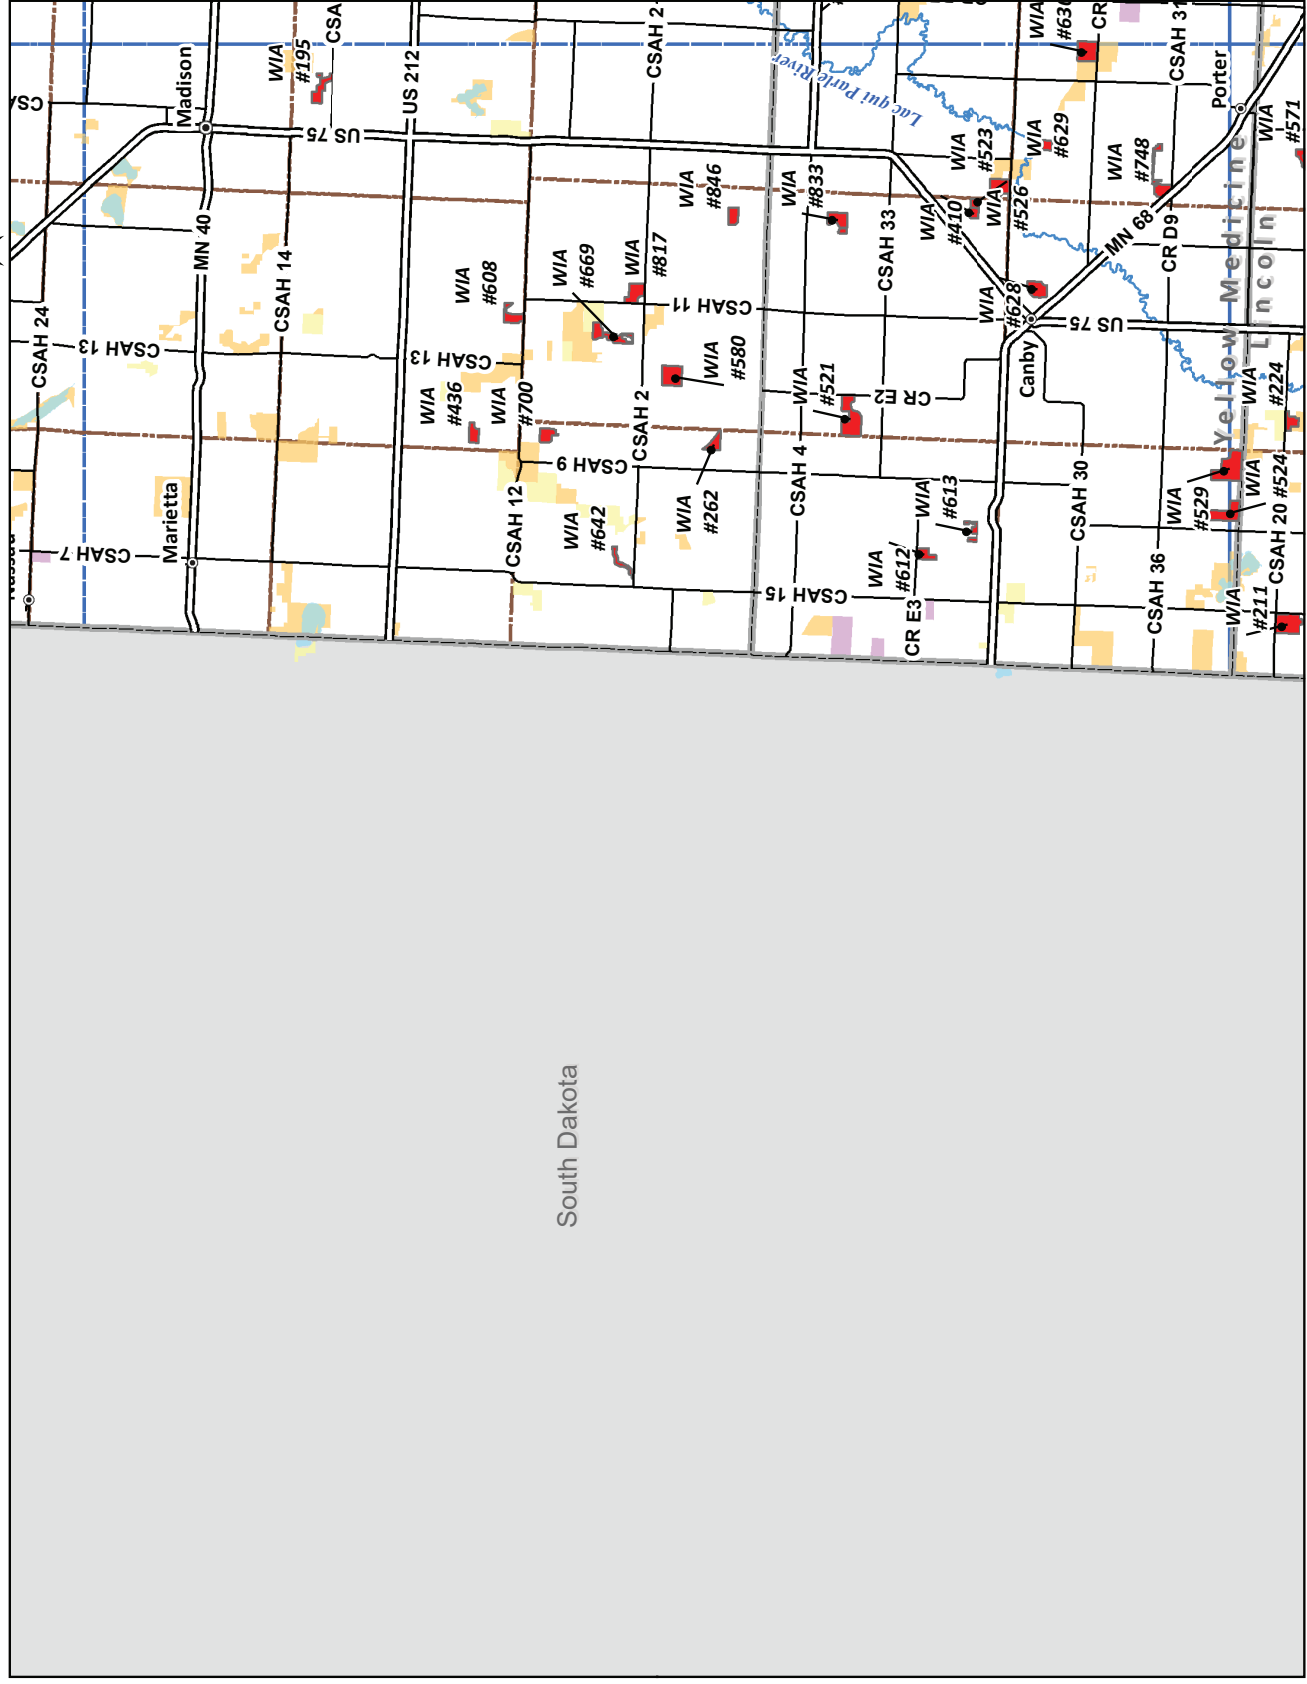 CSAH 24
CSAH 13
CSAH 7
Madison
Marietta
MN 40
WIA
#195
CSAH 14
US 75
US 212
CSAH 13
WIA
#608
WIA
#436
WIA
#700
CSAH 12
CSAH 9
WIA
#669
WIA
#817
WIA
#642
CSAH 2
CSAH 2
CSAH 11
WIA
#580
WIA
#262
WIA
#846
WIA
#833
Lac qui Parle River
CSAH 4
CSAH 15
WIA
#521
CSAH 33
CR E2
CR E3
WIA
#612
WIA
#613
WIA
#410
WIA
#523
WIA
#526
WIA
#628
WIA
#629
WIA
Canby
US 75
CSAH 30
MN 68
WIA
#748
CR D9
CSAH 31
CSAH 36
Porter
Yellow Medicine
Lincoln
WIA
#529
WIA
#524
WIA
#224
WIA
#571
WIA
#211
CSAH 20
South Dakota